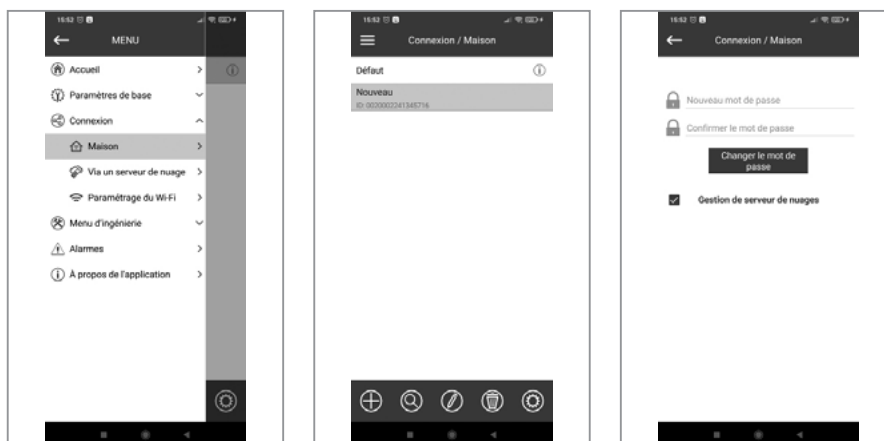 15:52
MENU
Accueil
Paramètres de base
Connexion
Maison
Via un serveur de nuage
Paramétrage du Wi-Fi
Menu d'ingénierie
Alarmes
À propos de l'application
15:52
Connexion / Maison
Défaut
Nouveau
ID: 0020002241345716
15:52
Connexion / Maison
Nouveau mot de passe
Confirmer le mot de passe
Changer le mot de
passe
Gestion de serveur de nuages